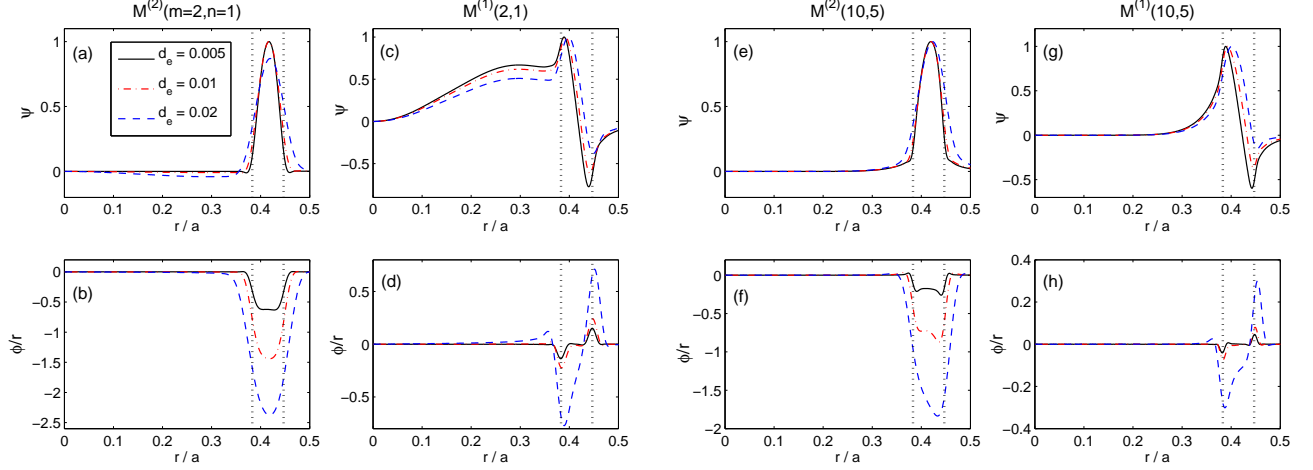 M(2)(m=2,n=1)
(a)
d_e = 0.005
d_e = 0.01
d_e = 0.02
1
0.5
0
ψ
0 0.1 0.2 0.3 0.4 0.5
r / a
M(1)(2,1)
(c)
1
0.5
0
−0.5
ψ
0 0.1 0.2 0.3 0.4 0.5
r / a
M(2)(10,5)
(e)
1
0.5
0
ψ
0 0.1 0.2 0.3 0.4 0.5
r / a
M(1)(10,5)
(g)
1
0.5
0
−0.5
ψ
0 0.1 0.2 0.3 0.4 0.5
r / a
(b)
0
−0.5
−1
−1.5
−2
−2.5
ϕ/r
0 0.1 0.2 0.3 0.4 0.5
r / a
(d)
0.5
0
−0.5
ϕ/r
0 0.1 0.2 0.3 0.4 0.5
r / a
(f)
0
−0.5
−1
−1.5
−2
ϕ/r
0 0.1 0.2 0.3 0.4 0.5
r / a
(h)
0.4
0.2
0
−0.2
−0.4
ϕ/r
0 0.1 0.2 0.3 0.4 0.5
r / a